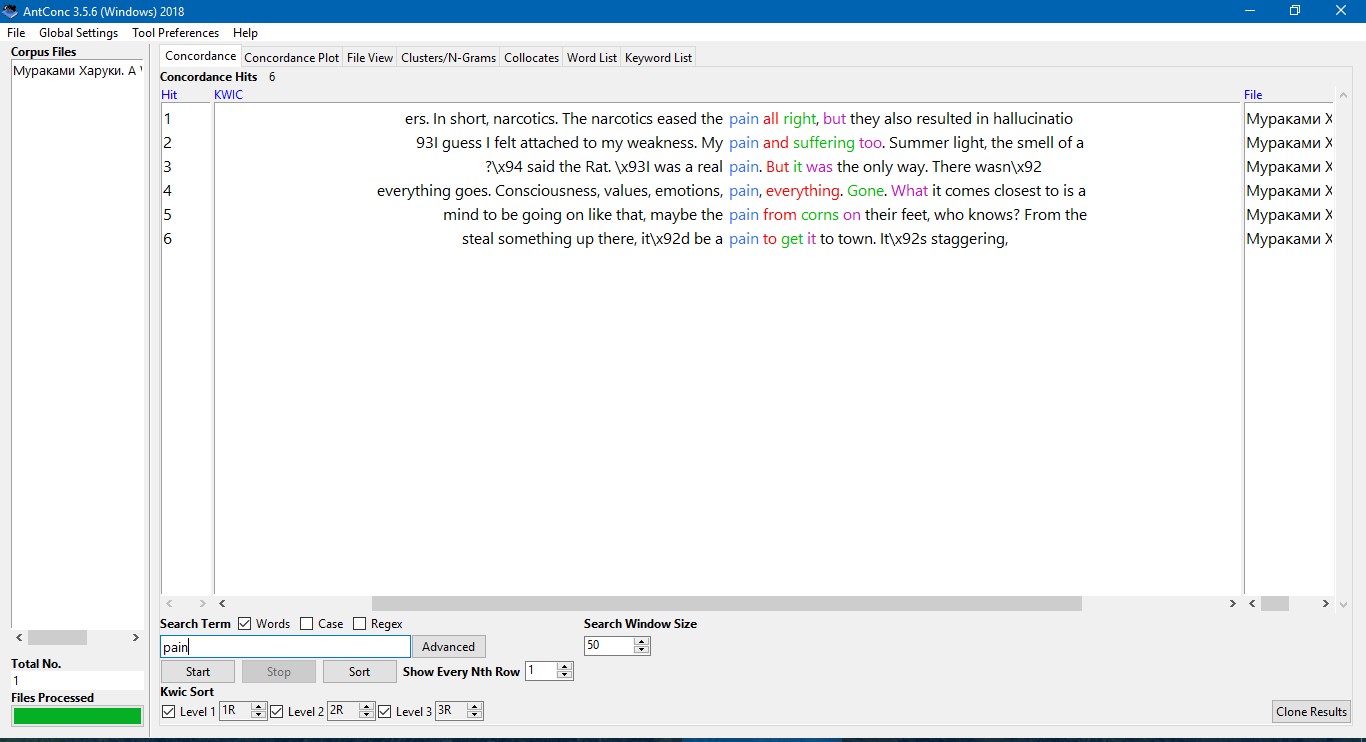 AntConc 3.5.6 (Windows) 2018
File Global Settings Tool Preferences Help
Corpus Files
Мураками Харуки. А
Concordance Concordance Plot File View Clusters/N-Grams Collocates Word List Keyword List
Concordance Hits 6
Hit KWIC File
1 ers. In short, narcotics. The narcotics eased the pain all right, but they also resulted in hallucinatio Мураками Х
2 93I guess I felt attached to my weakness. My pain and suffering too. Summer light, the smell of a Мураками Х
3 ?\x94 said the Rat. \x93I was a real pain. But it was the only way. There wasn\x92 Мураками Х
4 everything goes. Consciousness, values, emotions, pain, everything. Gone. What it comes closest to is a Мураками Х
5 mind to be going on like that, maybe the pain from corns on their feet, who knows? From the Мураками Х
6 steal something up there, it\x92d be a pain to get it to town. It\x92s staggering, Мураками Х
Search Term Words Case Regex Search Window Size
pain Advanced 50
Start Stop Sort Show Every Nth Row 1
Kwic Sort
Level 1 1R Level 2 2R Level 3 3R Clone Results
Total No.
1
Files Processed